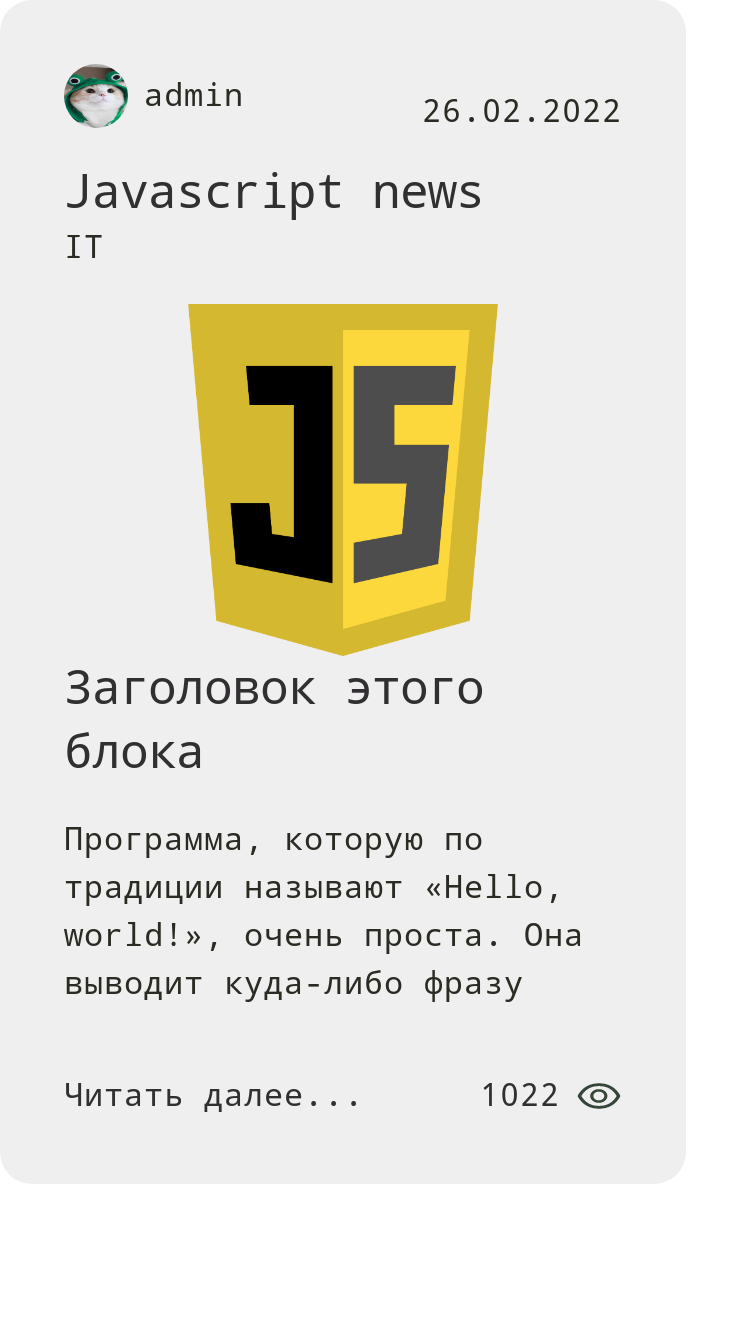 admin
26.02.2022
Javascript news
IT
JS
Заголовок этого
блока
Программа, которую по
традиции называют «Hello,
world!», очень проста. Она
выводит куда-либо фразу
Читать далее...
1022